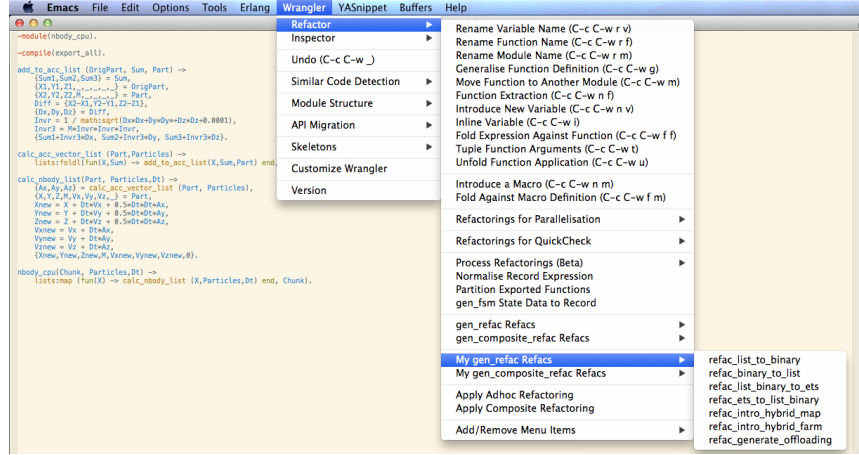 Emacs File Edit Options Tools Erlang Wrangler YASnippet Buffers Help
-module(nbody_cpu).
-compile(export_all).
add_to_acc_list (OrigPart, Sum, Part) ->
{Sum1,Sum2,Sum3} = Sum,
{X1,Y1,Z1,_,_,_,_,_} = OrigPart,
{X2,Y2,Z2,M,_,_,_,_} = Part,
Diff = {X2-X1,Y2-Y1,Z2-Z1},
{Dx,Dy,Dz} = Diff,
Invr = 1 / math:sqrt(Dx*Dx+Dy*Dy+Dz*Dz+0.0001),
Invr3 = M*Invr*Invr*Invr,
{Sum1+Invr3*Dx, Sum2+Invr3*Dy, Sum3+Invr3*Dz}.
calc_acc_vector_list (Part,Particles) ->
lists:foldl(fun(X,Sum) -> add_to_acc_list(X,Sum,Part) end,
calc_nbody_list(Part, Particles,Dt) ->
{Ax,Ay,Az} = calc_acc_vector_list (Part, Particles),
{X,Y,Z,M,Vx,Vy,Vz,_} = Part,
Xnew = X + Dt*Vx + 0.5*Dt*Dt*Ax,
Ynew = Y + Dt*Vy + 0.5*Dt*Dt*Ay,
Znew = Z + Dt*Vz + 0.5*Dt*Dt*Az,
Vxnew = Vx + Dt*Ax,
Vynew = Vy + Dt*Ay,
Vznew = Vz + Dt*Az,
{Xnew,Ynew,Znew,M,Vxnew,Vynew,Vznew,0}.
nbody_cpu(Chunk, Particles,Dt) ->
lists:map (fun(X) -> calc_nbody_list (X,Particles,Dt) end, Chunk).
Refactor
Inspector
Undo (C-c C-w _)
Similar Code Detection
Module Structure
API Migration
Skeletons
Customize Wrangler
Version
Rename Variable Name (C-c C-w r v)
Rename Function Name (C-c C-w r f)
Rename Module Name (C-c C-w r m)
Generalise Function Definition (C-c C-w g)
Move Function to Another Module (C-c C-w m)
Function Extraction (C-c C-w n f)
Introduce New Variable (C-c C-w n v)
Inline Variable (C-c C-w i)
Fold Expression Against Function (C-c C-w f f)
Tuple Function Arguments (C-c C-w t)
Unfold Function Application (C-c C-w u)
Introduce a Macro (C-c C-w n m)
Fold Against Macro Definition (C-c C-w f m)
Refactorings for Parallelisation
Refactorings for QuickCheck
Process Refactorings (Beta)
Normalise Record Expression
Partition Exported Functions
gen_fsm State Data to Record
gen_refac Refacs
gen_composite_refac Refacs
My gen_refac Refacs
My gen_composite_refac Refacs
Apply Adhoc Refactoring
Apply Composite Refactoring
Add/Remove Menu Items
refac_list_to_binary
refac_binary_to_list
refac_list_binary_to_ets
refac_ets_to_list_binary
refac_intro_hybrid_map
refac_intro_hybrid_farm
refac_generate_offloading